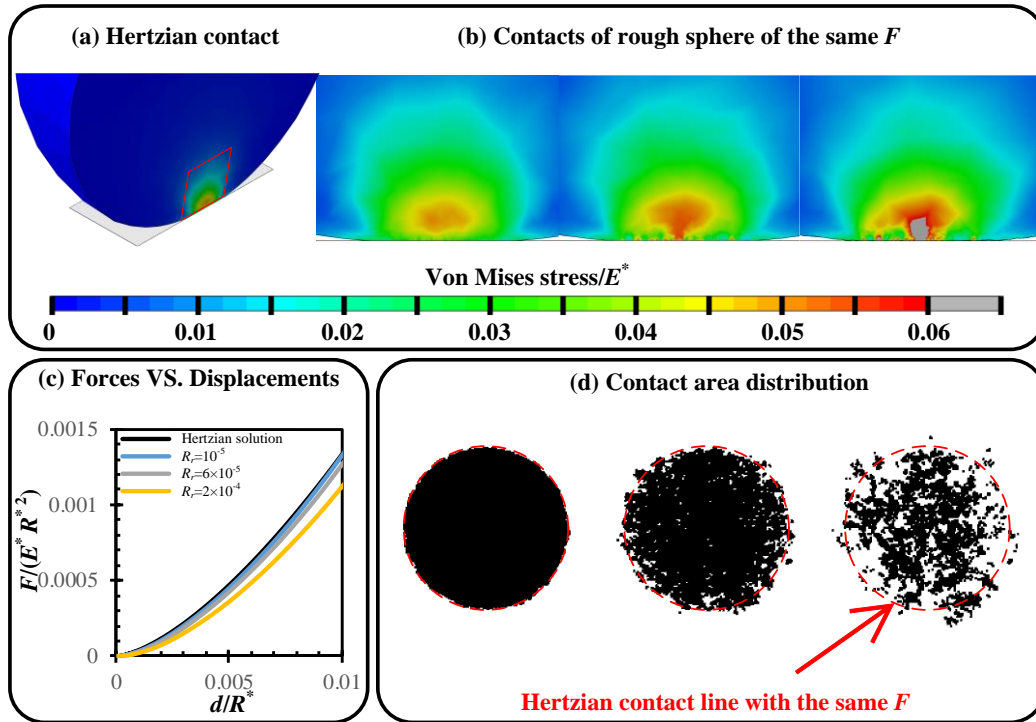 (a) Hertzian contact
(b) Contacts of rough sphere of the same F
Von Mises stress/E*
0 0.01 0.02 0.03 0.04 0.05 0.06
(c) Forces VS. Displacements
0.0015
0.001
0.0005
0
F/(E* R*2)
Hertzian solution
Rr=10-5
Rr=6×10-5
Rr=2×10-4
0 0.005 0.01
d/R*
(d) Contact area distribution
Hertzian contact line with the same F